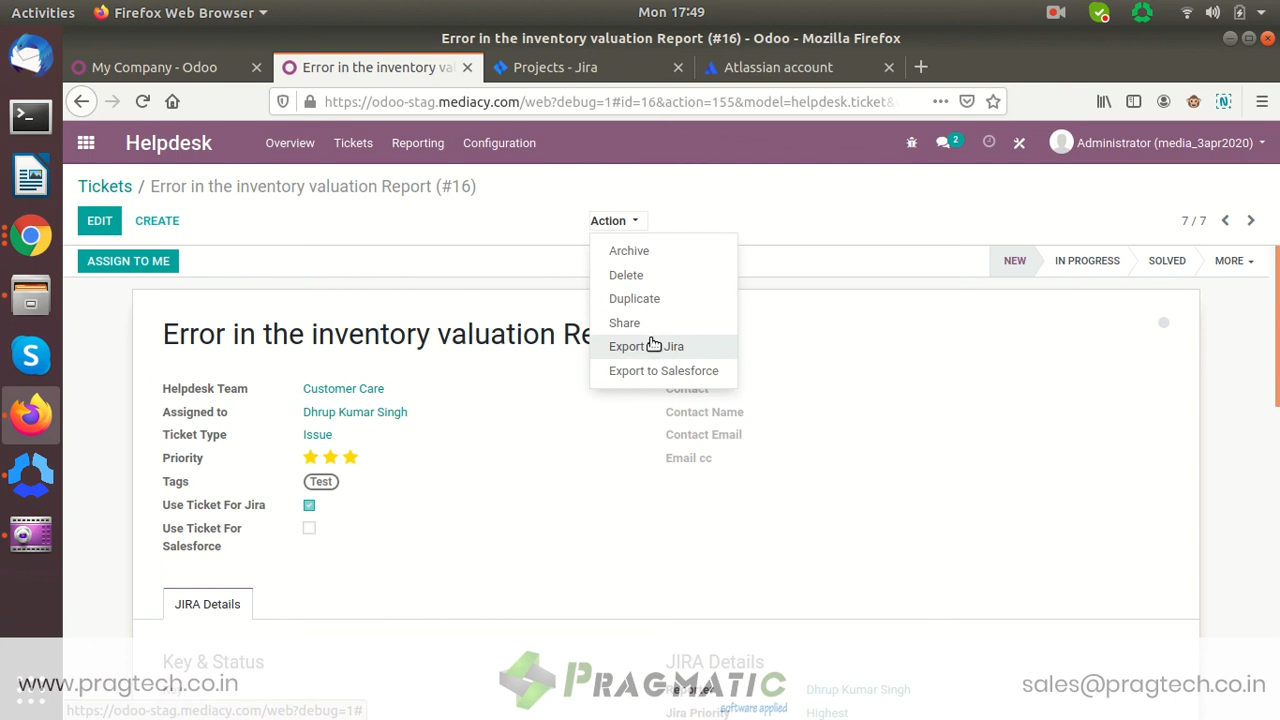 Activities
Firefox Web Browser
Mon 17:49
Error in the inventory valuation Report (#16) - Odoo - Mozilla Firefox
My Company - Odoo
Error in the inventory va
Projects - Jira
Atlassian account
https://odoo-stag.mediacy.com/web?debug=1#id=16&action=155&model=helpdesk.ticket&
Helpdesk
Overview
Tickets
Reporting
Configuration
2
Administrator (media_3apr2020)
Tickets / Error in the inventory valuation Report (#16)
EDIT
CREATE
Action
7 / 7
ASSIGN TO ME
NEW
IN PROGRESS
SOLVED
MORE
Archive
Delete
Duplicate
Share
Export Jira
Export to Salesforce
Error in the inventory valuation Re
Helpdesk Team
Customer Care
Contact
Assigned to
Dhrup Kumar Singh
Contact Name
Ticket Type
Issue
Contact Email
Priority
Email cc
Tags
Test
Use Ticket For Jira
Use Ticket For
Salesforce
JIRA Details
Key & Status
JIRA Details
www.pragtech.co.in
PRAGMATIC
software applied
sales@pragtech.co.in
Reporter
Dhrup Kumar Singh
https://odoo-stag.mediacy.com/web?debug=1#
Jira Priority
Highest